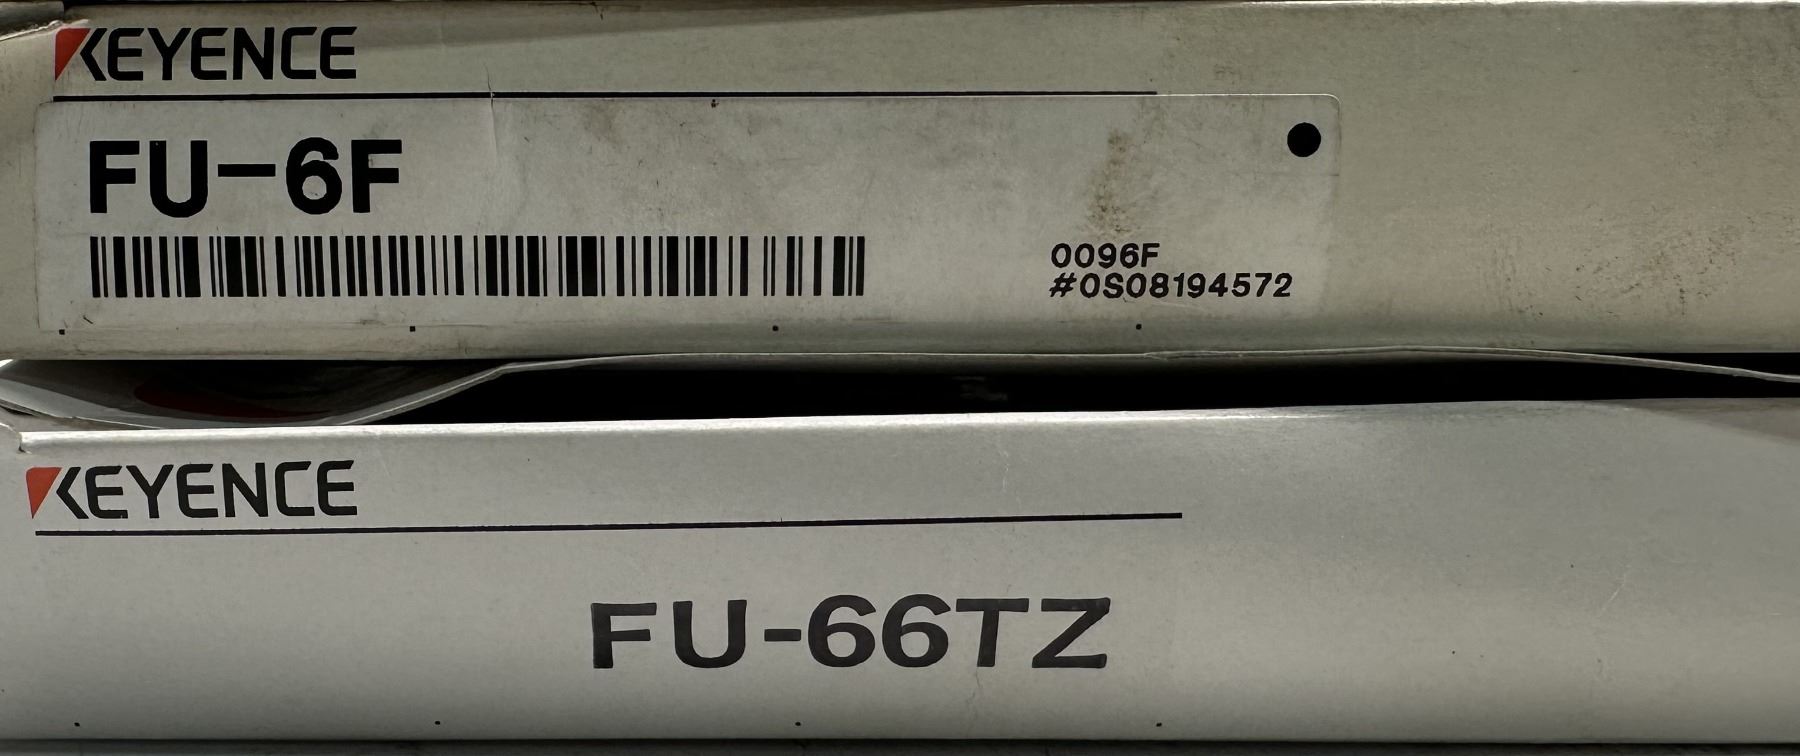 KEYENCE
FU-6F
0096F
#0S08194572
KEYENCE
FU-66TZ